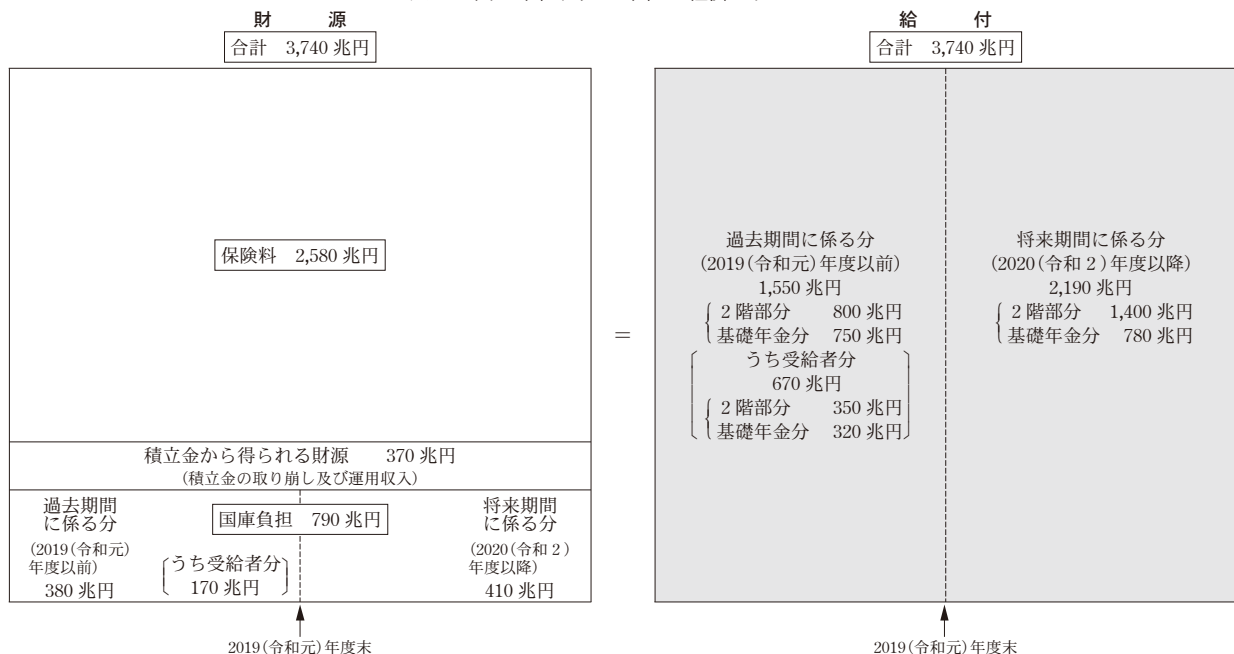 財　源
合計　3,740 兆円
保険料　2,580 兆円
積立金から得られる財源　370 兆円
(積立金の取り崩し及び運用収入)
過去期間
に係る分
(2019(令和元)
年度以前)
380 兆円
国庫負担　790 兆円
うち受給者分
170 兆円
将来期間
に係る分
(2020(令和 2 )
年度以降)
410 兆円
2019(令和元)年度末
=
給　付
合計　3,740 兆円
過去期間に係る分
(2019(令和元)年度以前)
1,550 兆円
2 階部分　800 兆円
基礎年金分　750 兆円
うち受給者分
670 兆円
2 階部分　350 兆円
基礎年金分　320 兆円
将来期間に係る分
(2020(令和 2 )年度以降)
2,190 兆円
2 階部分　1,400 兆円
基礎年金分　780 兆円
2019(令和元)年度末